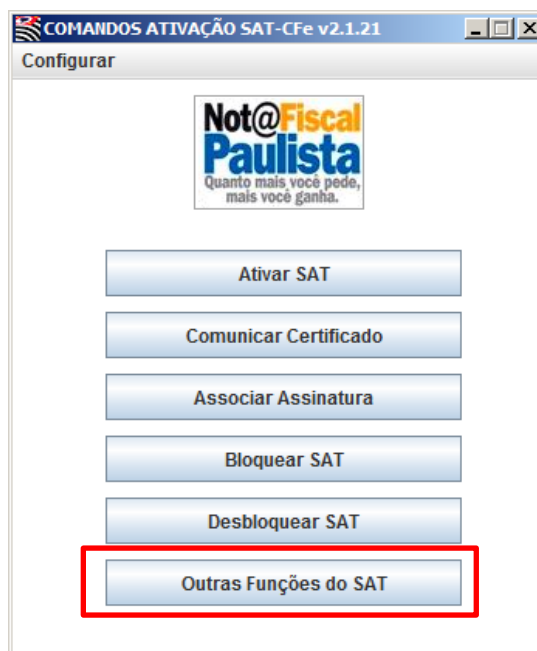 COMANDOS ATIVAÇÃO SAT-CFe v2.1.21
Configurar
Not@Fiscal
Paulista
Quanto mais você pede,
mais você ganha.
Ativar SAT
Comunicar Certificado
Associar Assinatura
Bloquear SAT
Desbloquear SAT
Outras Funções do SAT